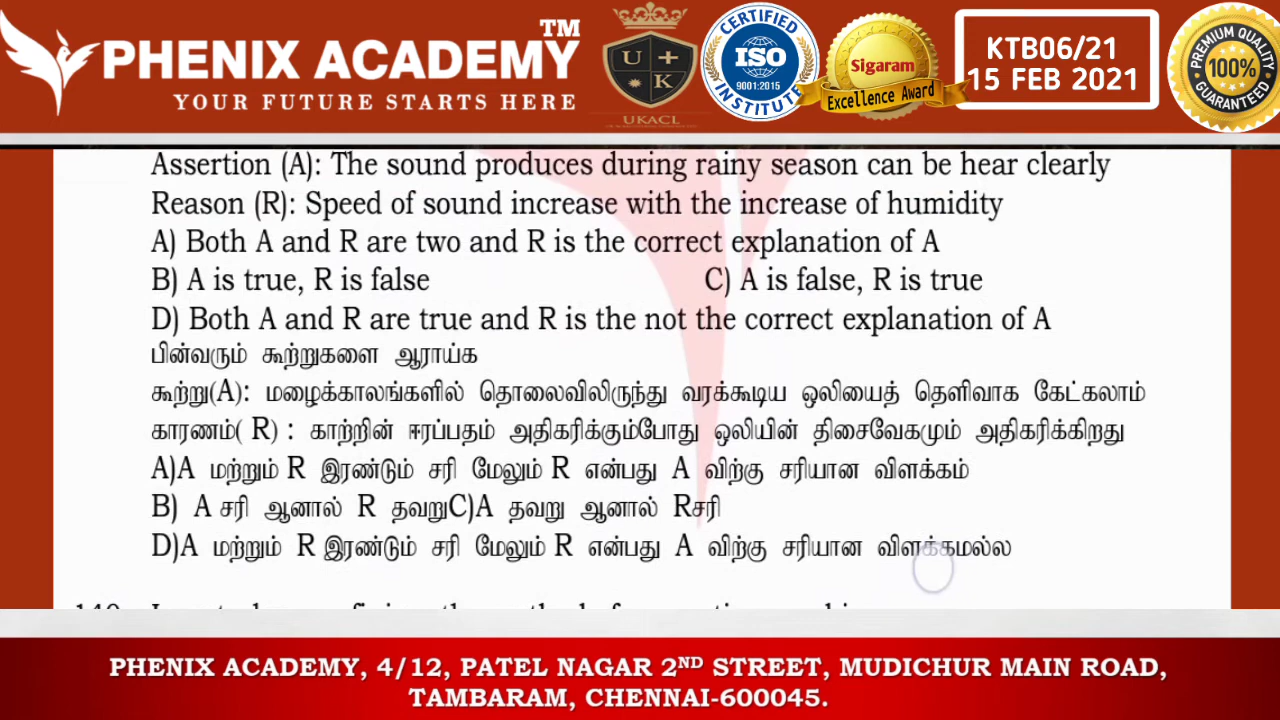 PHENIX ACADEMY TM
YOUR FUTURE STARTS HERE
U + K
UKACL
CERTIFIED
ISO
9001:2015
INSTITUTE
Sigaram
Excellence Award
KTB06/21
15 FEB 2021
PREMIUM QUALITY
100%
GUARANTEED
Assertion (A): The sound produces during rainy season can be hear clearly
Reason (R): Speed of sound increase with the increase of humidity
A) Both A and R are two and R is the correct explanation of A
B) A is true, R is false C) A is false, R is true
D) Both A and R are true and R is the not the correct explanation of A
பின்வரும் கூற்றுகளை ஆராய்க
கூற்று(A): மழைக்காலங்களில் தொலைவிலிருந்து வரக்கூடிய ஒலியைத் தெளிவாக கேட்கலாம்
காரணம்( R) : காற்றின் ஈரப்பதம் அதிகரிக்கும்போது ஒலியின் திசைவேகமும் அதிகரிக்கிறது
A)A மற்றும் R இரண்டும் சரி மேலும் R என்பது A விற்கு சரியான விளக்கம்
B) A சரி ஆனால் R தவறுC)A தவறு ஆனால் Rசரி
D)A மற்றும் R இரண்டும் சரி மேலும் R என்பது A விற்கு சரியான விளக்கமல்ல
PHENIX ACADEMY, 4/12, PATEL NAGAR 2ND STREET, MUDICHUR MAIN ROAD,
TAMBARAM, CHENNAI-600045.